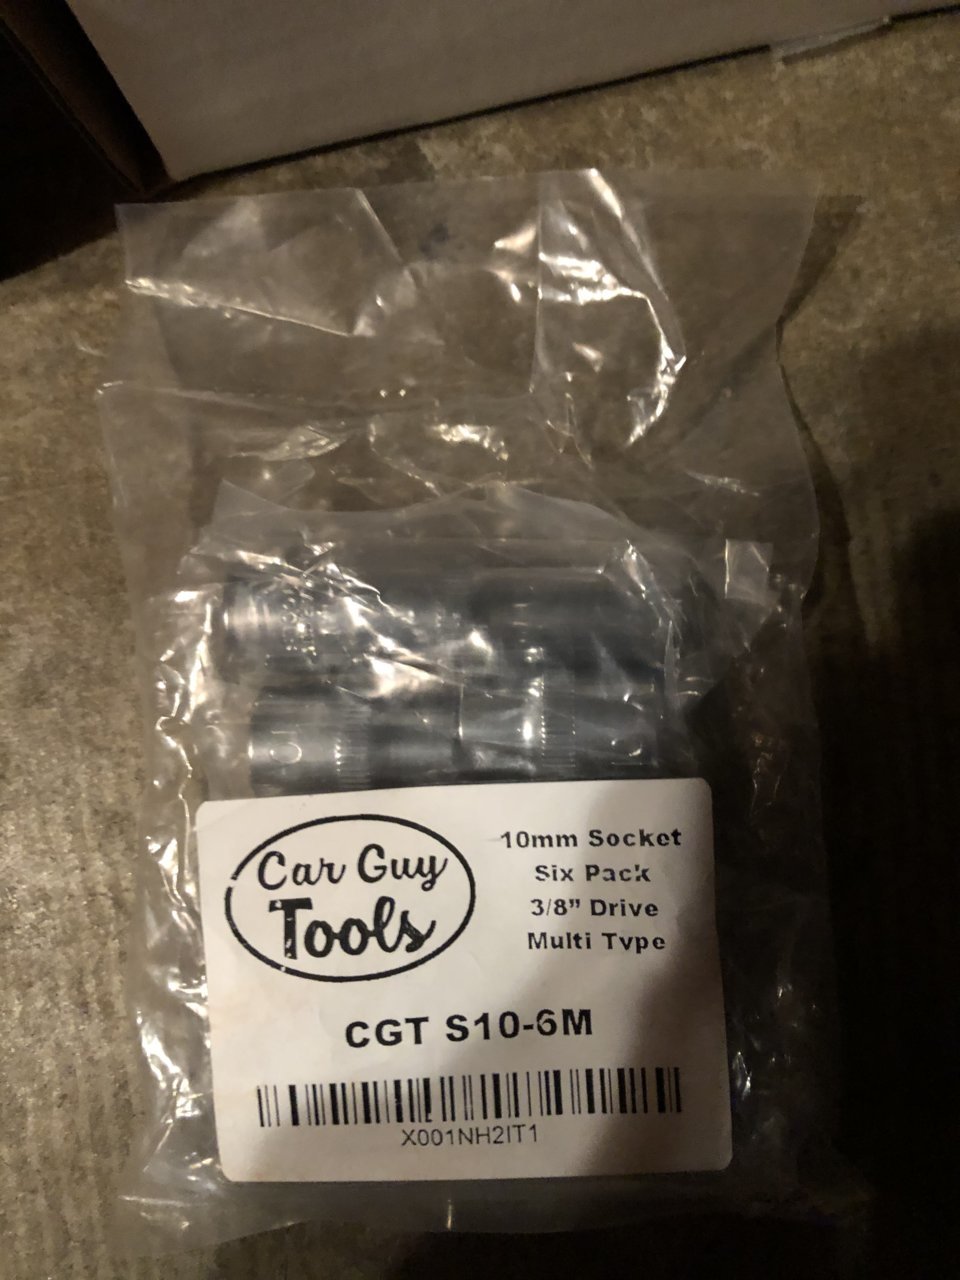 Car Guy
Tools
10mm Socket
Six Pack
3/8” Drive
Multi Type
CGT S10-6M
X001NH2IT1